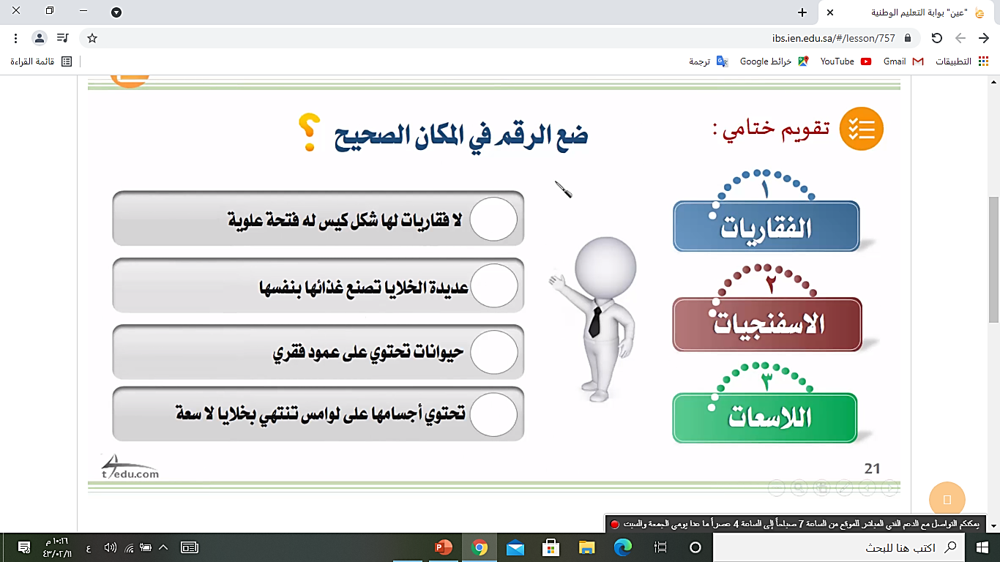 "عين" بوابة التعليم الوطنية
ibs.ien.edu.sa/#/lesson/757
التطبيقات
Gmail
YouTube
خرائط Google
ترجمة
قائمة القراءة
تقويم ختامي :
ضع الرقم في المكان الصحيح ؟
١
الفقاريات
٢
الاسفنجيات
٣
اللاسعات
لا فقاريات لها شكل كيس له فتحة علوية
عديدة الخلايا تصنع غذائها بنفسها
حيوانات تحتوي على عمود فقري
تحتوي أجسامها على لوامس تنتهي بخلايا لا سعة
21
t4edu.com
يمكنكم التواصل مع الدعم الفني المباشر للموقع من الساعة 7 صباحاً إلى الساعة 4 عصراً ما عدا يومي الجمعة والسبت
اكتب هنا للبحث
ع
١٠:١٦ م
٤٣/٠٢/١١